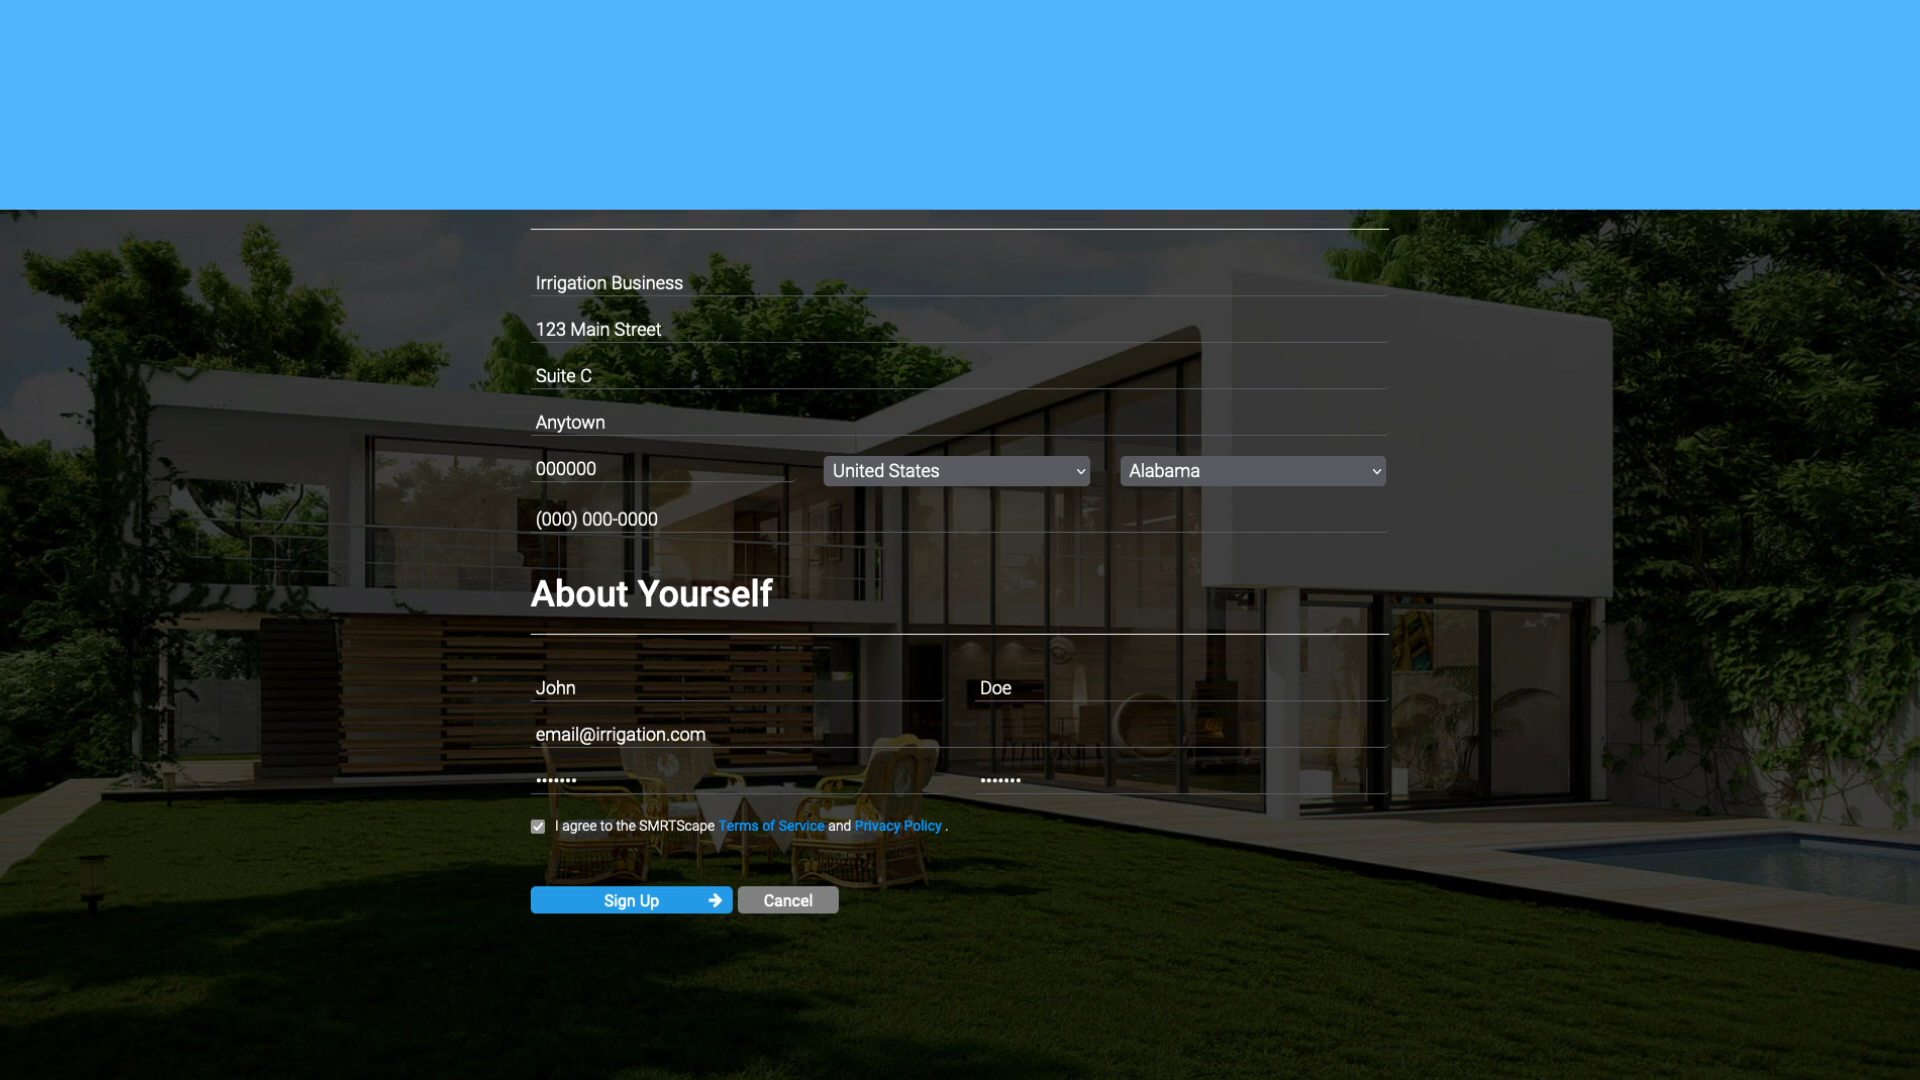 Irrigation Business
123 Main Street
Suite C
Anytown
000000 United States Alabama
(000) 000-0000
About Yourself
John Doe
email@irrigation.com
••••••• •••••••
I agree to the SMRTScape Terms of Service and Privacy Policy .
Sign Up Cancel